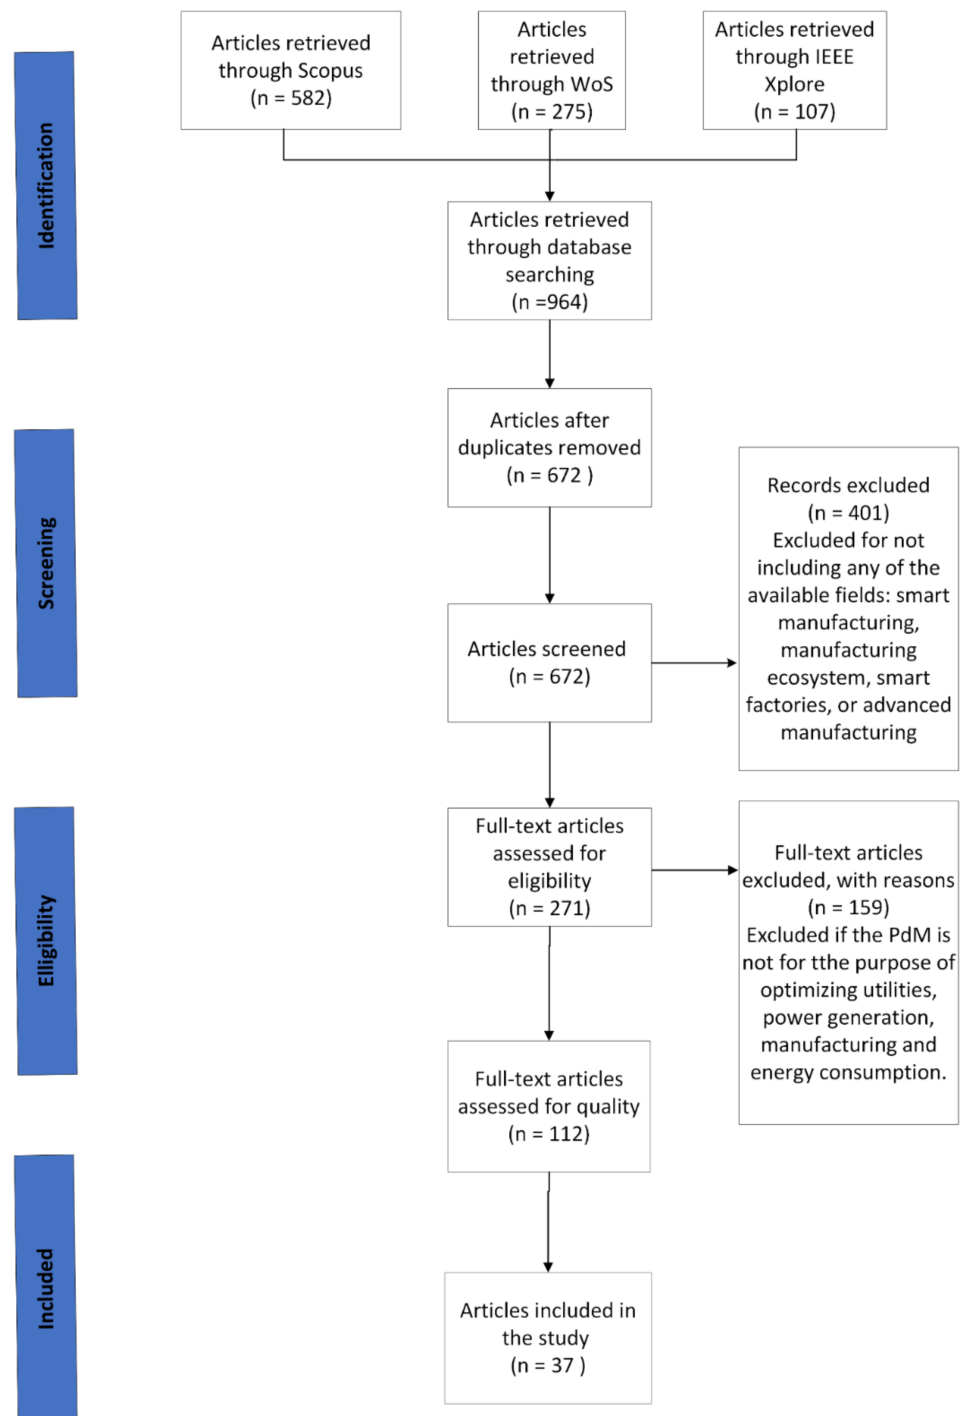 Identification
Articles retrieved
through Scopus
(n = 582)
Articles
retrieved
through WoS
(n = 275)
Articles retrieved
through IEEE
Xplore
(n = 107)
Articles retrieved
through database
searching
(n =964)
Screening
Articles after
duplicates removed
(n = 672 )
Articles screened
(n = 672)
Records excluded
(n = 401)
Excluded for not
including any of the
available fields: smart
manufacturing,
manufacturing
ecosystem, smart
factories, or advanced
manufacturing
Elligibility
Full-text articles
assessed for
eligibility
(n = 271)
Full-text articles
excluded, with reasons
(n = 159)
Excluded if the PdM is
not for tthe purpose of
optimizing utilities,
power generation,
manufacturing and
energy consumption.
Full-text articles
assessed for quality
(n = 112)
Included
Articles included in
the study
(n = 37 )